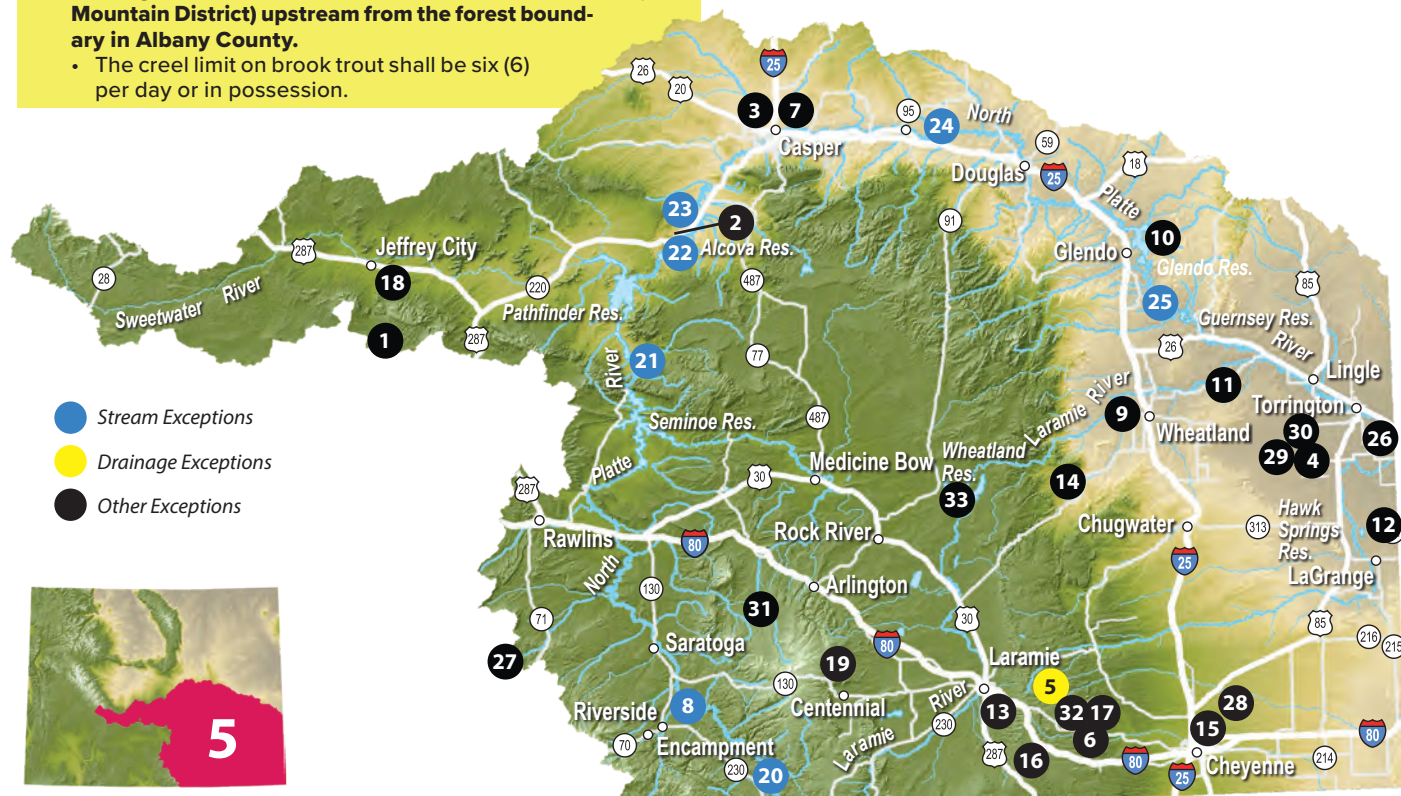 Mountain District) upstream from the forest bound-
ary in Albany County.
• The creel limit on brook trout shall be six (6)
per day or in possession.
25
26
20
3
7
95
24
North
Casper
59
Douglas
25
18
Platte
23
2
91
22
Alcova Res.
10
Glendo
Glendo Res.
287
Jeffrey City
28
18
220
487
85
Sweetwater River
Pathfinder Res.
25
Guernsey Res.
1
287
21
77
26
River
River
Lingle
11
Stream Exceptions
Seminoe Res.
487
Laramie River
9
Wheatland
Torrington
30
26
Drainage Exceptions
Platte
30
Medicine Bow
Wheatland
Res.
29
4
14
Other Exceptions
287
33
Rawlins
80
Rock River
Chugwater
313
Hawk
Springs
Res.
12
25
LaGrange
North
130
Arlington
71
31
30
85
216
215
27
Saratoga
80
19
Laramie
5
130
Centennial
River
8
Riverside
230
13
32
17
28
70
Encampment
Laramie
6
15
80
230
20
287
16
80
Cheyenne
214
25
5